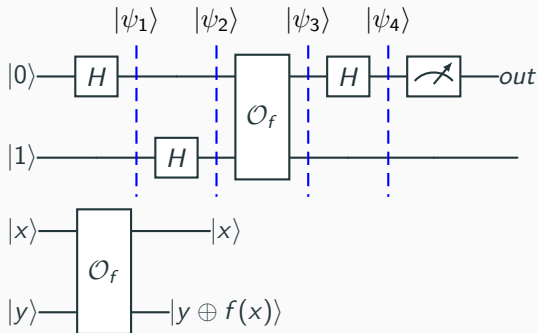 |ψ₁⟩ |ψ₂⟩ |ψ₃⟩ |ψ₄⟩
|0⟩ H H out
𝒪_f
|1⟩ H
|x⟩ |x⟩
𝒪_f
|y⟩ |y ⊕ f(x)⟩